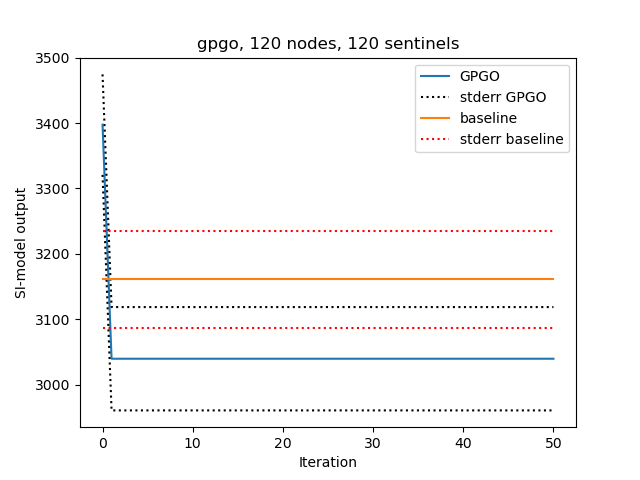 gpgo, 120 nodes, 120 sentinels
3500
3400
3300
3200
3100
3000
SI-model output
GPGO
stderr GPGO
baseline
stderr baseline
0
10
20
30
40
50
Iteration